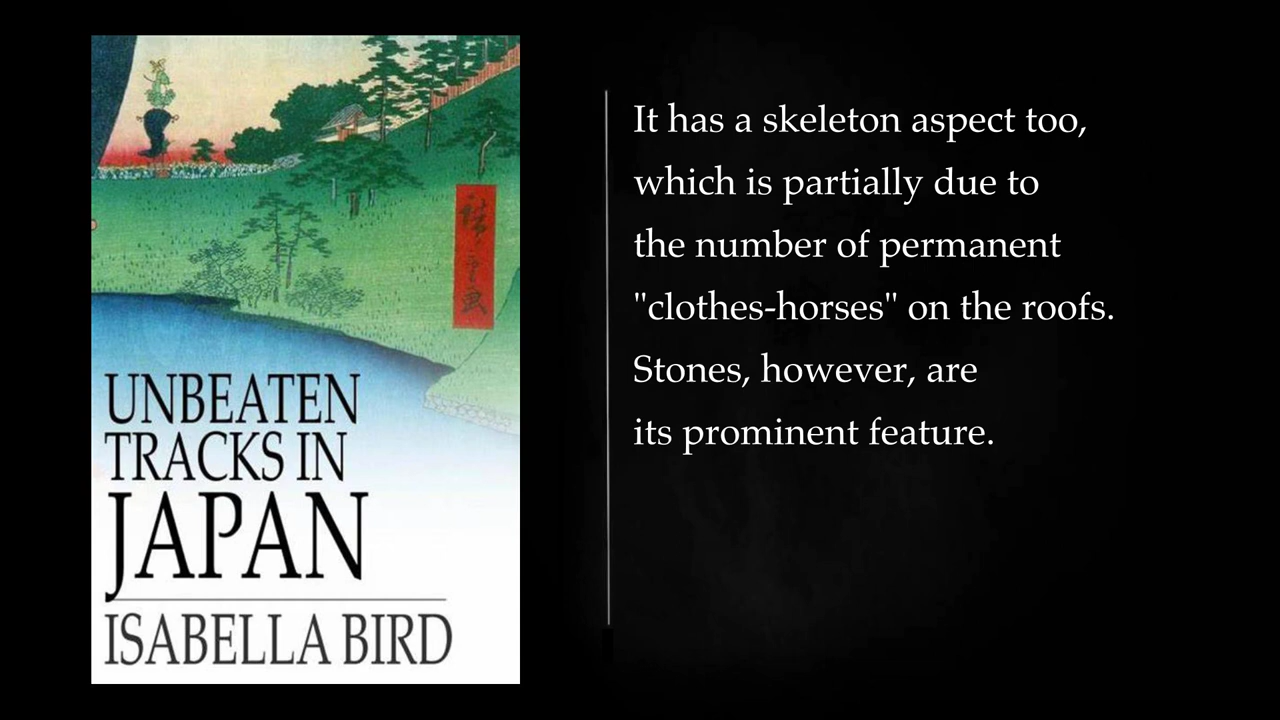 UNBEATEN
TRACKS IN
JAPAN
ISABELLA BIRD
It has a skeleton aspect too,
which is partially due to
the number of permanent
"clothes-horses" on the roofs.
Stones, however, are
its prominent feature.